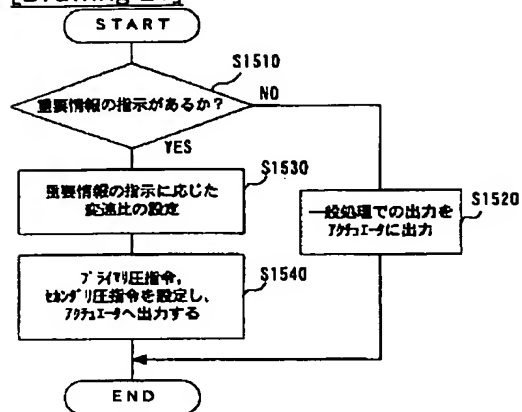 START
S1510
重要情報の指示があるか？
NO
YES
S1530
重要情報の指示に応じた
変速比の設定
S1520
一般処理での出力を
アクチュエータに出力
S1540
プライマリ圧指令,
セカンダリ圧指令を設定し、
アクチュエータへ出力する
END